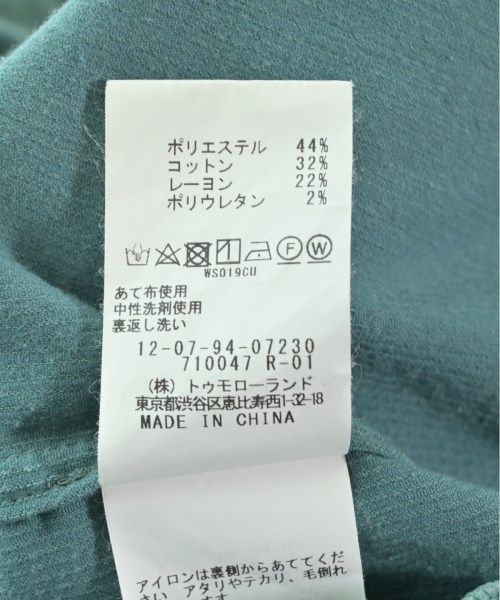 ポリエステル 44%
コットン 32%
レーヨン 22%
ポリウレタン 2%
F W
WS019CU
あて布使用
中性洗剤使用
裏返し洗い
12-07-94-07230
710047 R-01
(株) トゥモローランド
東京都渋谷区恵比寿西1-32-18
MADE IN CHINA
アイロンは裏側からあててくだ
さい。アタリやテカリ、毛倒れ